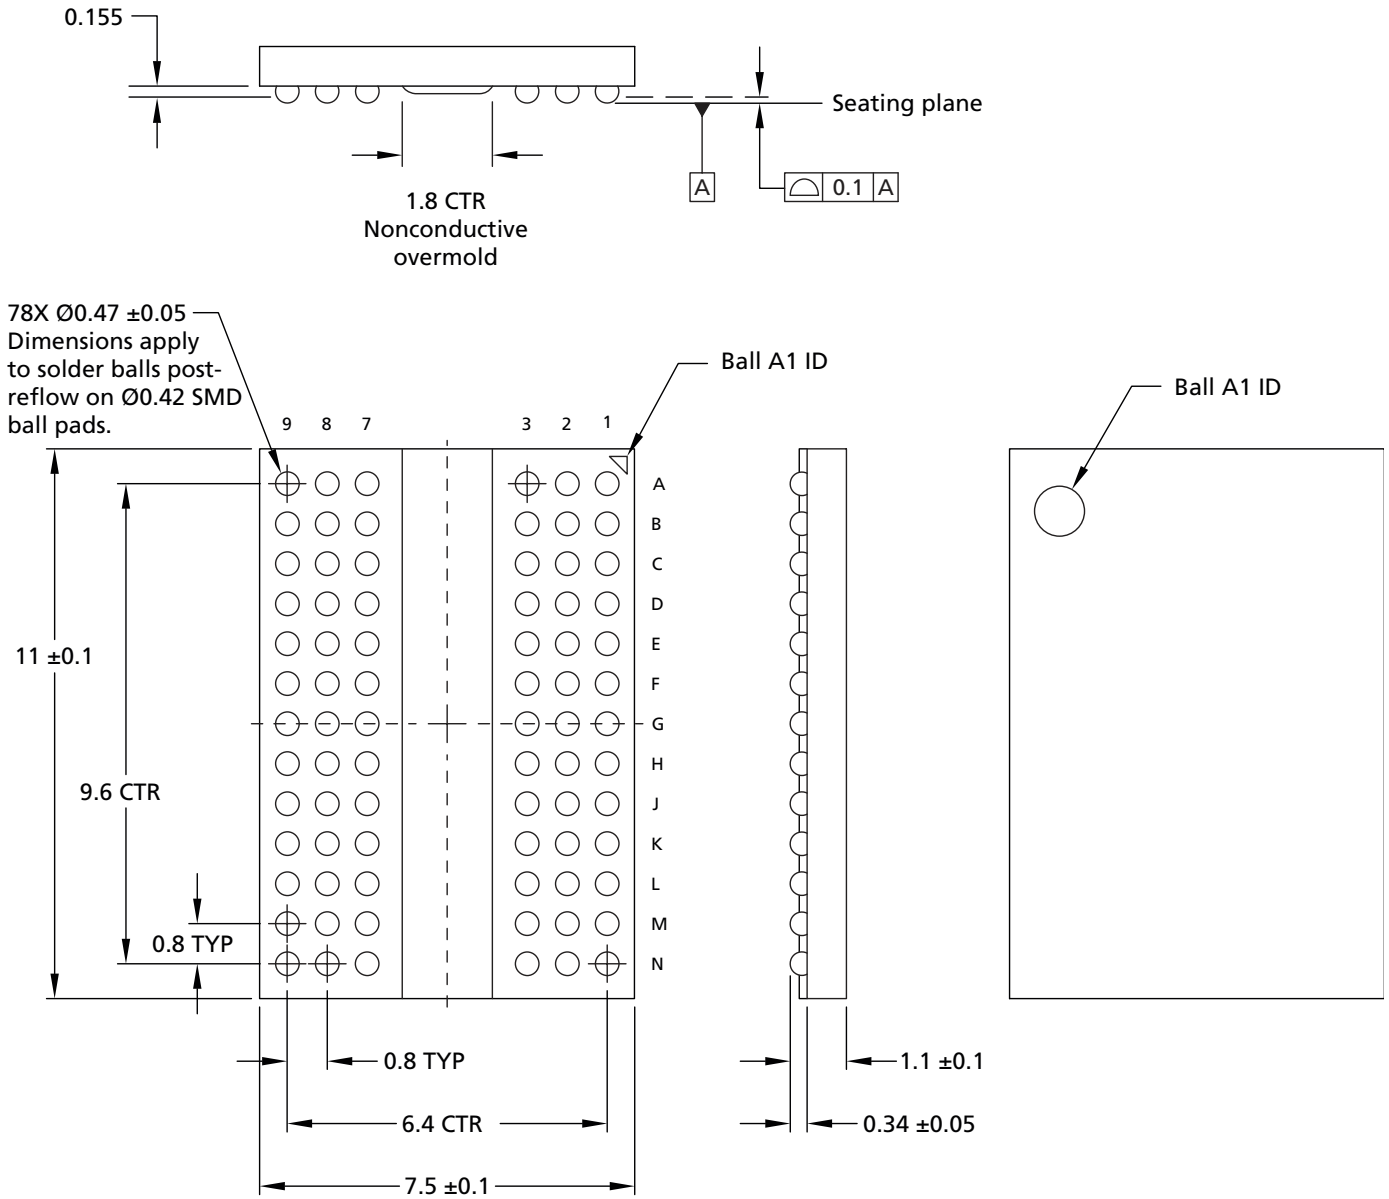 0.155
Seating plane
A
0.1 A
1.8 CTR
Nonconductive
overmold
78X Ø0.47 ±0.05
Dimensions apply
to solder balls post-
reflow on Ø0.42 SMD
ball pads.
Ball A1 ID
Ball A1 ID
9 8 7 3 2 1
A
B
C
D
E
F
G
H
J
K
L
M
N
11 ±0.1
9.6 CTR
0.8 TYP
0.8 TYP
1.1 ±0.1
6.4 CTR
0.34 ±0.05
7.5 ±0.1